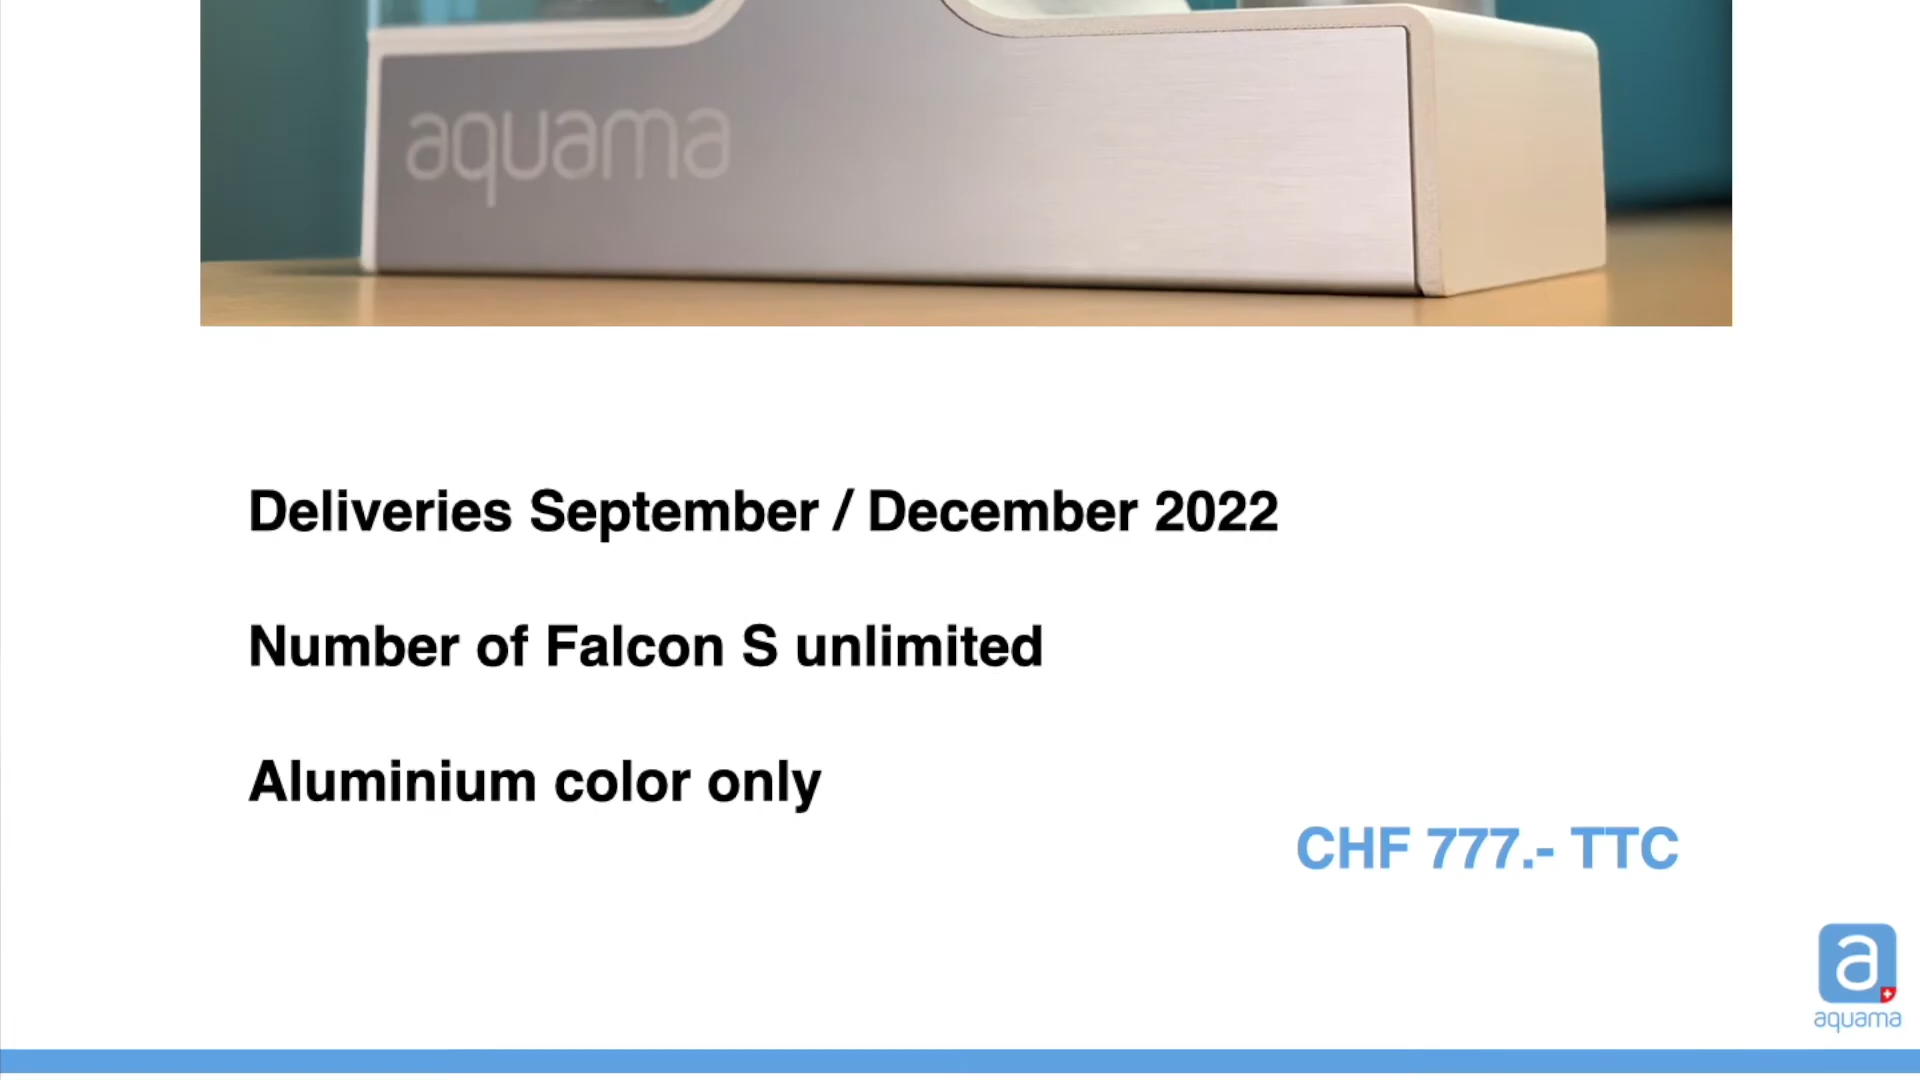 aquama
Deliveries September / December 2022
Number of Falcon S unlimited
Aluminium color only
CHF 777.- TTC
a
aquama